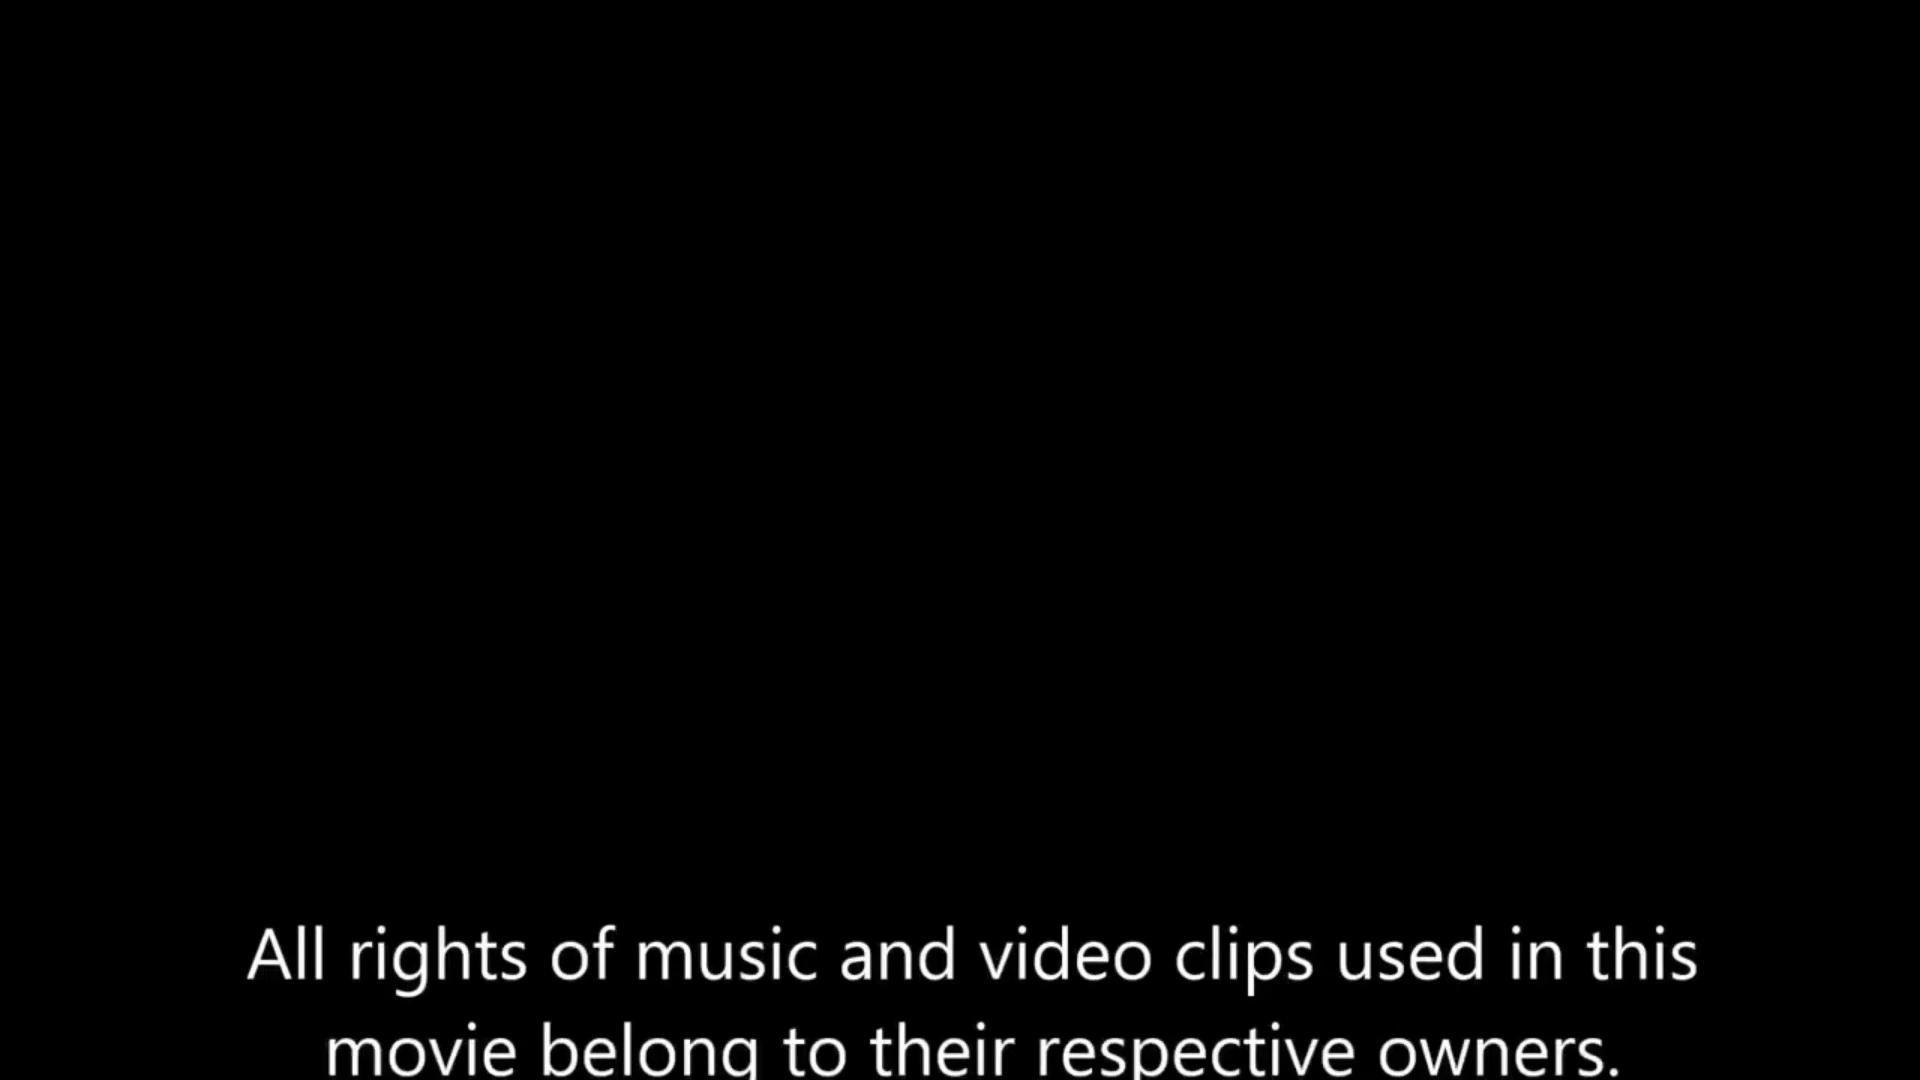 All rights of music and video clips used in this
movie belong to their respective owners.